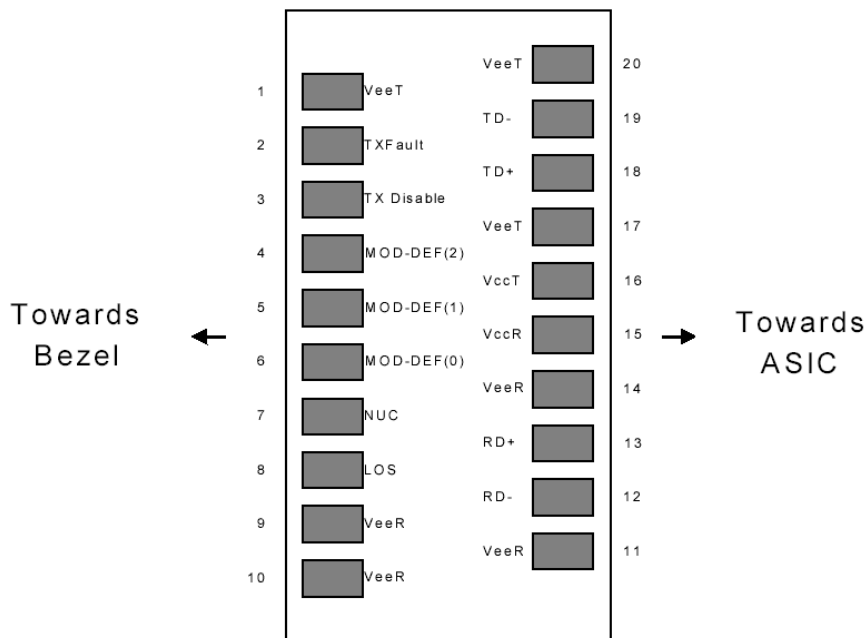 VeeT 20
1 VeeT
TD- 19
2 TXFault
TD+ 18
3 TX Disable
VeeT 17
4 MOD-DEF(2)
VccT 16
5 MOD-DEF(1)
Towards
Bezel
VccR 15
Towards
ASIC
6 MOD-DEF(0)
VeeR 14
7 NUC
RD+ 13
8 LOS
RD- 12
9 VeeR
VeeR 11
10 VeeR